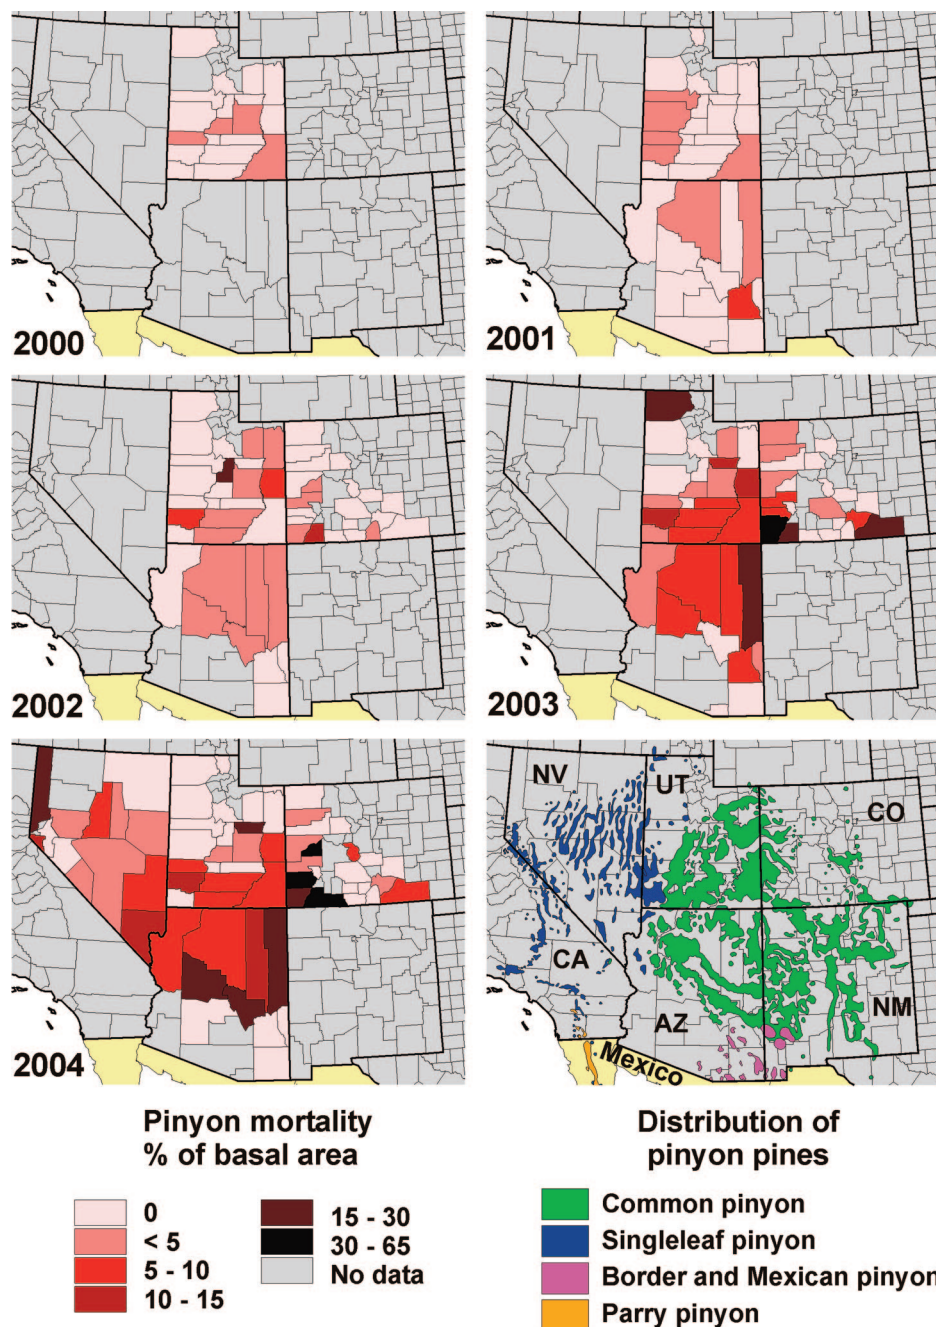 2000
2001
2002
2003
NV
UT
CO
CA
AZ
NM
Mexico
2004
Pinyon mortality
% of basal area
0
< 5
5 - 10
10 - 15
15 - 30
30 - 65
No data
Distribution of
pinyon pines
Common pinyon
Singleleaf pinyon
Border and Mexican pinyon
Parry pinyon